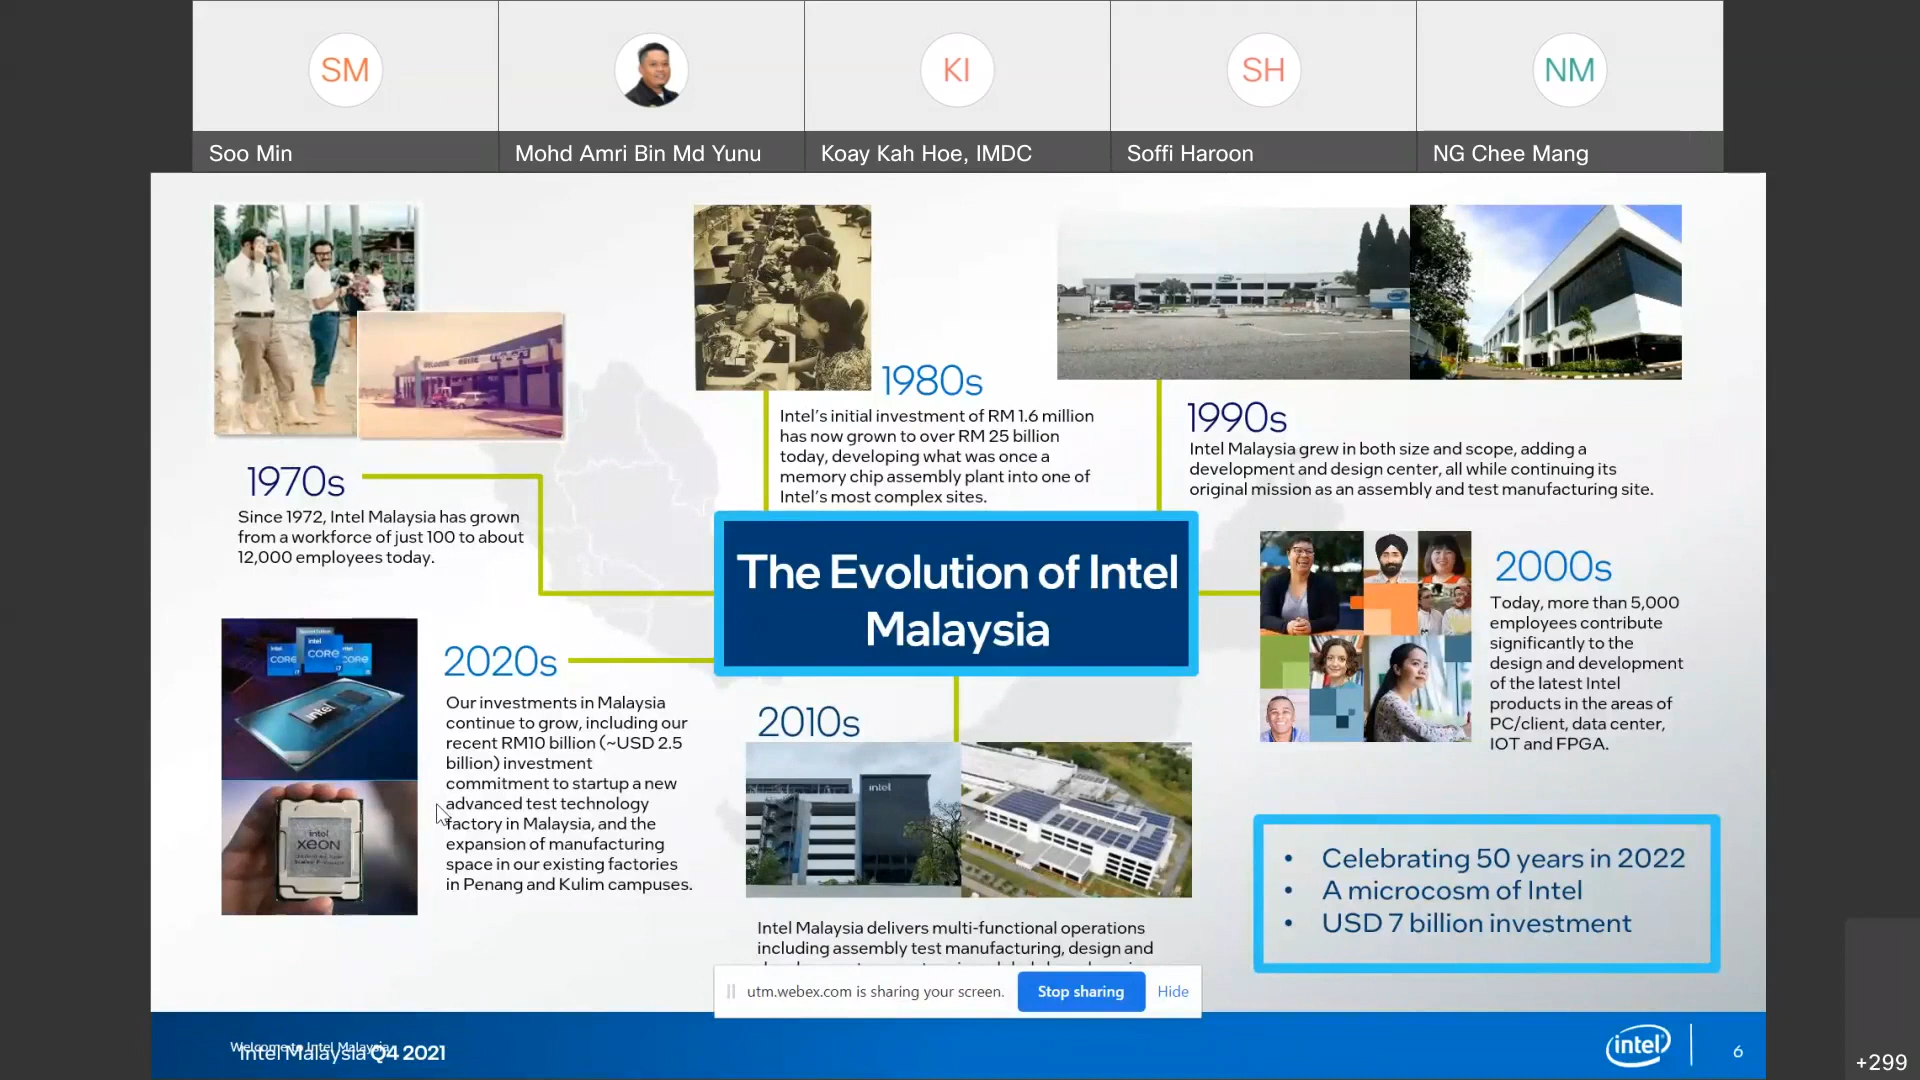 SM
KI
SH
NM
Soo Min
Mohd Amri Bin Md Yunu
Koay Kah Hoe, IMDC
Soffi Haroon
NG Chee Mang
1970s
Since 1972, Intel Malaysia has grown
from a workforce of just 100 to about
12,000 employees today.
1980s
Intel's initial investment of RM 1.6 million
has now grown to over RM 25 billion
today, developing what was once a
memory chip assembly plant into one of
Intel's most complex sites.
1990s
Intel Malaysia grew in both size and scope, adding a
development and design center, all while continuing its
original mission as an assembly and test manufacturing site.
The Evolution of Intel
Malaysia
2000s
Today, more than 5,000
employees contribute
significantly to the
design and development
of the latest Intel
products in the areas of
PC/client, data center,
IOT and FPGA.
intel
CORE
intel
CORE
CORE
intel
intel
XEON
2020s
Our investments in Malaysia
continue to grow, including our
recent RM10 billion (~USD 2.5
billion) investment
commitment to startup a new
advanced test technology
factory in Malaysia, and the
expansion of manufacturing
space in our existing factories
in Penang and Kulim campuses.
2010s
intel
Intel Malaysia delivers multi-functional operations
including assembly test manufacturing, design and
• Celebrating 50 years in 2022
• A microcosm of Intel
• USD 7 billion investment
utm.webex.com is sharing your screen.
Stop sharing
Hide
Welcome to Intel Malaysia
Intel Malaysia Q4 2021
intel
6
+299